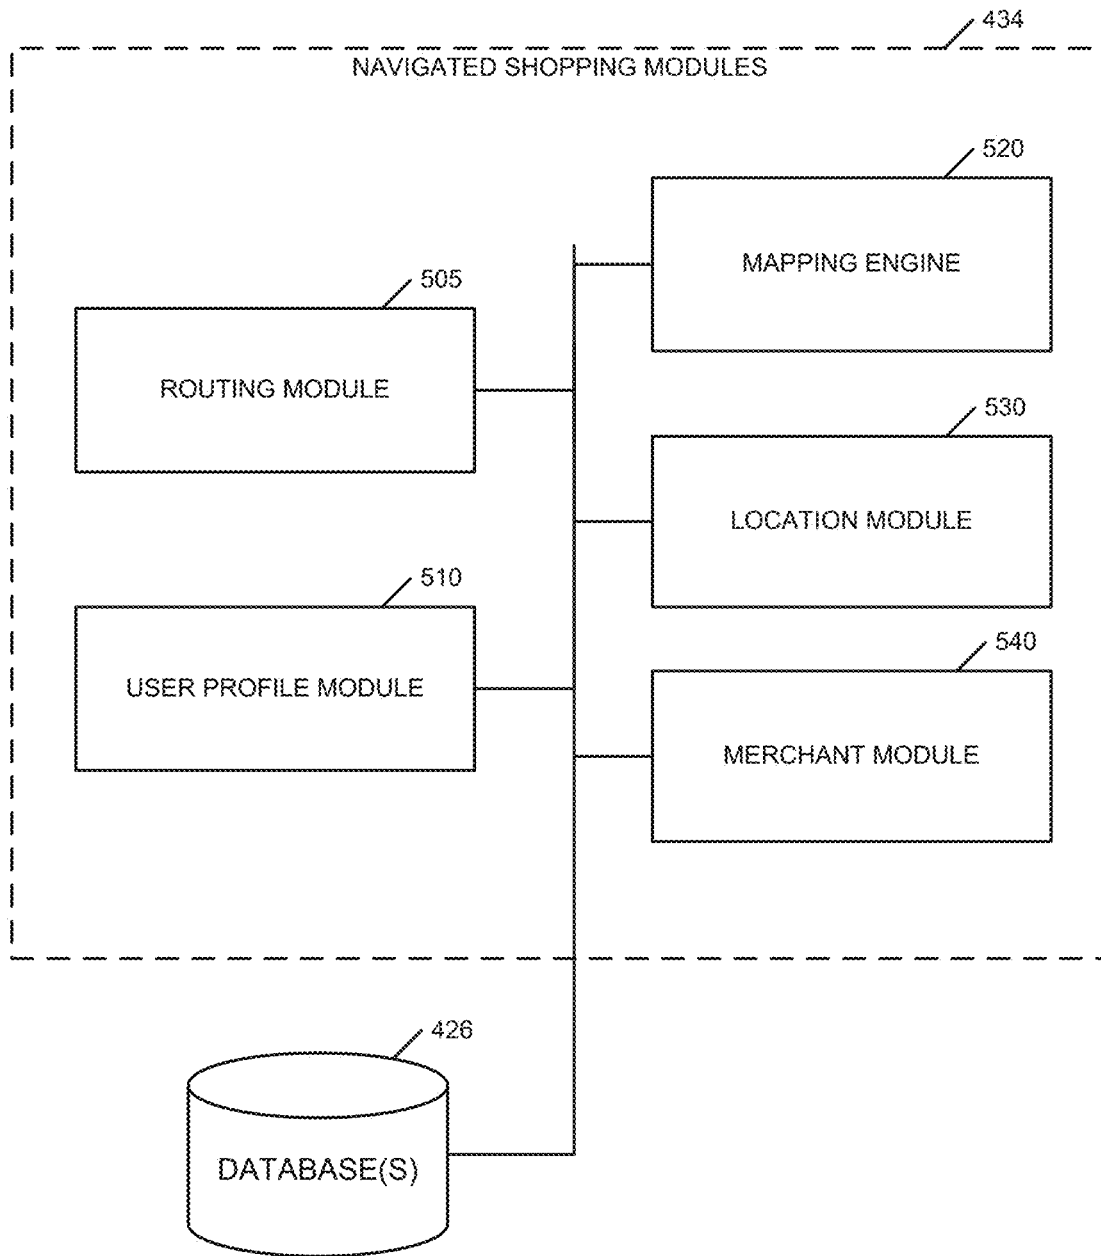 434
NAVIGATED SHOPPING MODULES
520
MAPPING ENGINE
505
ROUTING MODULE
530
LOCATION MODULE
510
USER PROFILE MODULE
540
MERCHANT MODULE
426
DATABASE(S)